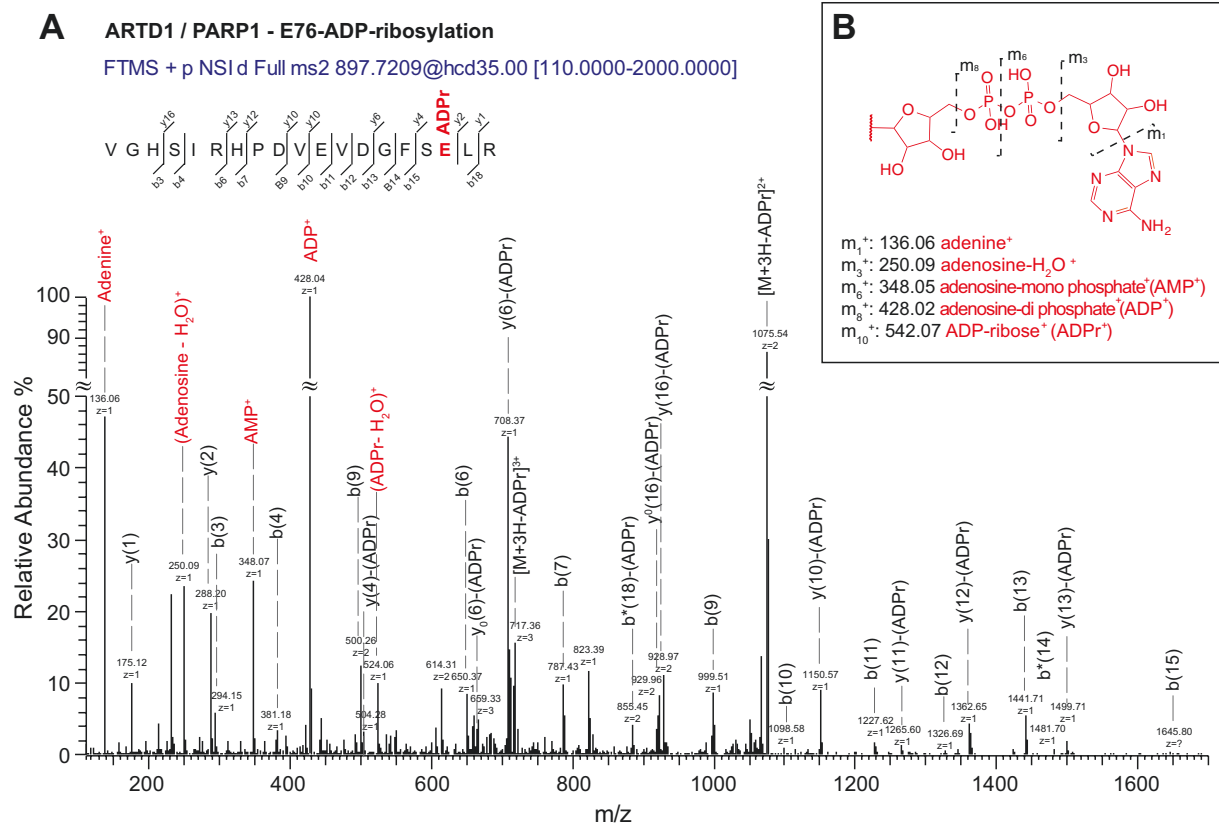 A
ARTD1 / PARP1 - E76-ADP-ribosylation
FTMS + p NSI d Full ms2 897.7209@hcd35.00 [110.0000-2000.0000]
y16 y13 y12 y10 y10 y6 y4 ADPr y2 y1
V G H S I R H P D V E V D G F S E L R
b3 b4 b6 b7 B9 b10 b11 b12 b13 B14 b15 b18
Relative Abundance %
100
90
50
40
30
20
10
0
200 400 600 800 1000 1200 1400 1600
m/z
Adenine+
136.06
z=1
y(1)
175.12
z=1
(Adenosine - H2O)+
250.09
z=1
y(2)
288.20
z=1
b(3)
294.15
z=1
AMP+
348.07
z=1
b(4)
381.18
z=1
ADP+
428.04
z=1
b(9)
500.26
z=2
y(4)-(ADPr)
504.28
z=1
(ADPr- H2O)+
524.06
z=1
614.31
z=2
b(6)
650.37
z=1
y0(6)-(ADPr)
659.33
z=3
y(6)-(ADPr)
708.37
z=1
[M+3H-ADPr]3+
717.36
z=3
b(7)
787.43
z=1
823.39
z=1
b*(18)-(ADPr)
855.45
z=2
y0(16)-(ADPr)
929.96
z=2
y(16)-(ADPr)
928.97
z=2
b(9)
999.51
z=1
[M+3H-ADPr]2+
1075.54
z=2
b(10)
1098.58
z=1
y(10)-(ADPr)
1150.57
z=1
b(11)
1227.62
z=1
y(11)-(ADPr)
1265.60
z=1
b(12)
1326.69
z=1
y(12)-(ADPr)
1362.65
z=1
b(13)
1441.71
z=1
b*(14)
1481.70
z=1
y(13)-(ADPr)
1499.71
z=1
b(15)
1645.80
z=?
B
m8 m6 m3 m1
OH O HO OH
O P O P O O OH
OH O O
OH HO
N N N N NH2
m1+: 136.06 adenine+
m3+: 250.09 adenosine-H2O +
m6+: 348.05 adenosine-mono phosphate+(AMP+)
m8+: 428.02 adenosine-di phosphate+(ADP+)
m10+: 542.07 ADP-ribose+ (ADPr+)